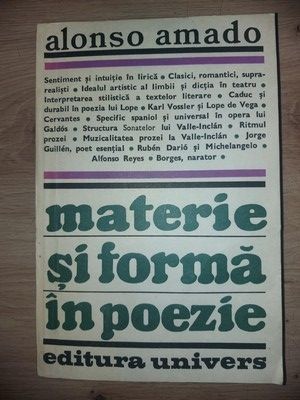 alonso amado
Sentiment și intuiție în lirică • Clasici, romantici, supra-
realiști • Idealul artistic al limbii și dicția în teatru •
Interpretarea stilistică a textelor literare • Caduc și
durabil în poezia lui Lope • Karl Vossler și Lope de Vega •
Cervantes • Specific spaniol și universal în opera lui
Galdós • Structura Sonatelor lui Valle-Inclán • Ritmul
prozei • Muzicalitatea prozei la Valle-Inclán • Jorge
Guillén, poet esențial • Rubén Darió și Michelangelo •
Alfonso Reyes • Borges, narator •
materie
și formă
în poezie
editura univers